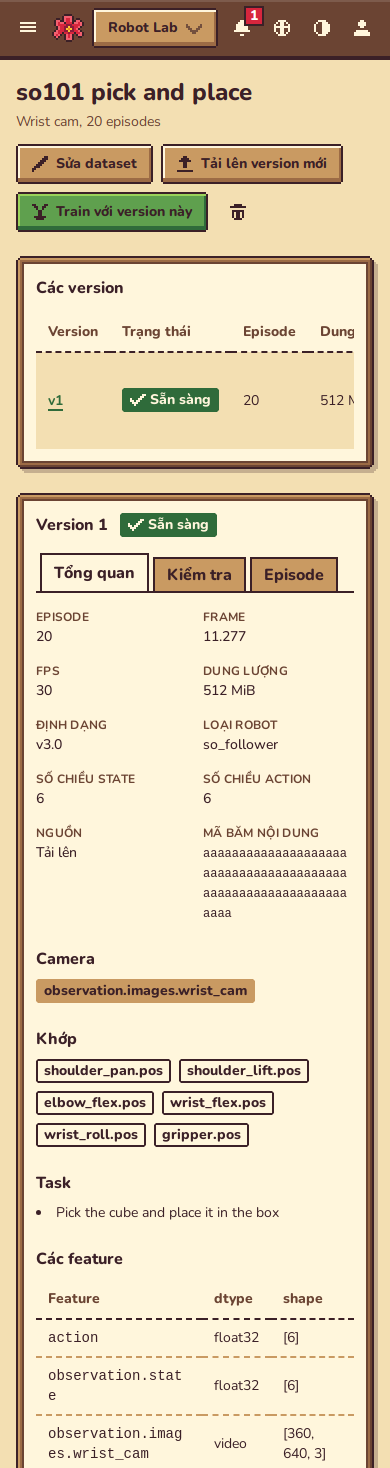 Robot Lab
1
so101 pick and place
Wrist cam, 20 episodes
Sửa dataset
Tải lên version mới
Train với version này
Các version
Version Trạng thái Episode Dung
v1 Sẵn sàng 20 512 M
Version 1 Sẵn sàng
Tổng quan Kiểm tra Episode
EPISODE FRAME
20 11.277
FPS DUNG LƯỢNG
30 512 MiB
ĐỊNH DẠNG LOẠI ROBOT
v3.0 so_follower
SỐ CHIỀU STATE SỐ CHIỀU ACTION
6 6
NGUỒN MÃ BĂM NỘI DUNG
Tải lên aaaaaaaaaaaaaaaaaaaa
aaaaaaaaaaaaaaaaaaaa
aaaaaaaaaaaaaaaaaaaa
aaaa
Camera
observation.images.wrist_cam
Khớp
shoulder_pan.pos shoulder_lift.pos
elbow_flex.pos wrist_flex.pos
wrist_roll.pos gripper.pos
Task
• Pick the cube and place it in the box
Các feature
Feature dtype shape
action float32 [6]
observation.stat
e float32 [6]
observation.imag
es.wrist_cam video [360,
640, 3]